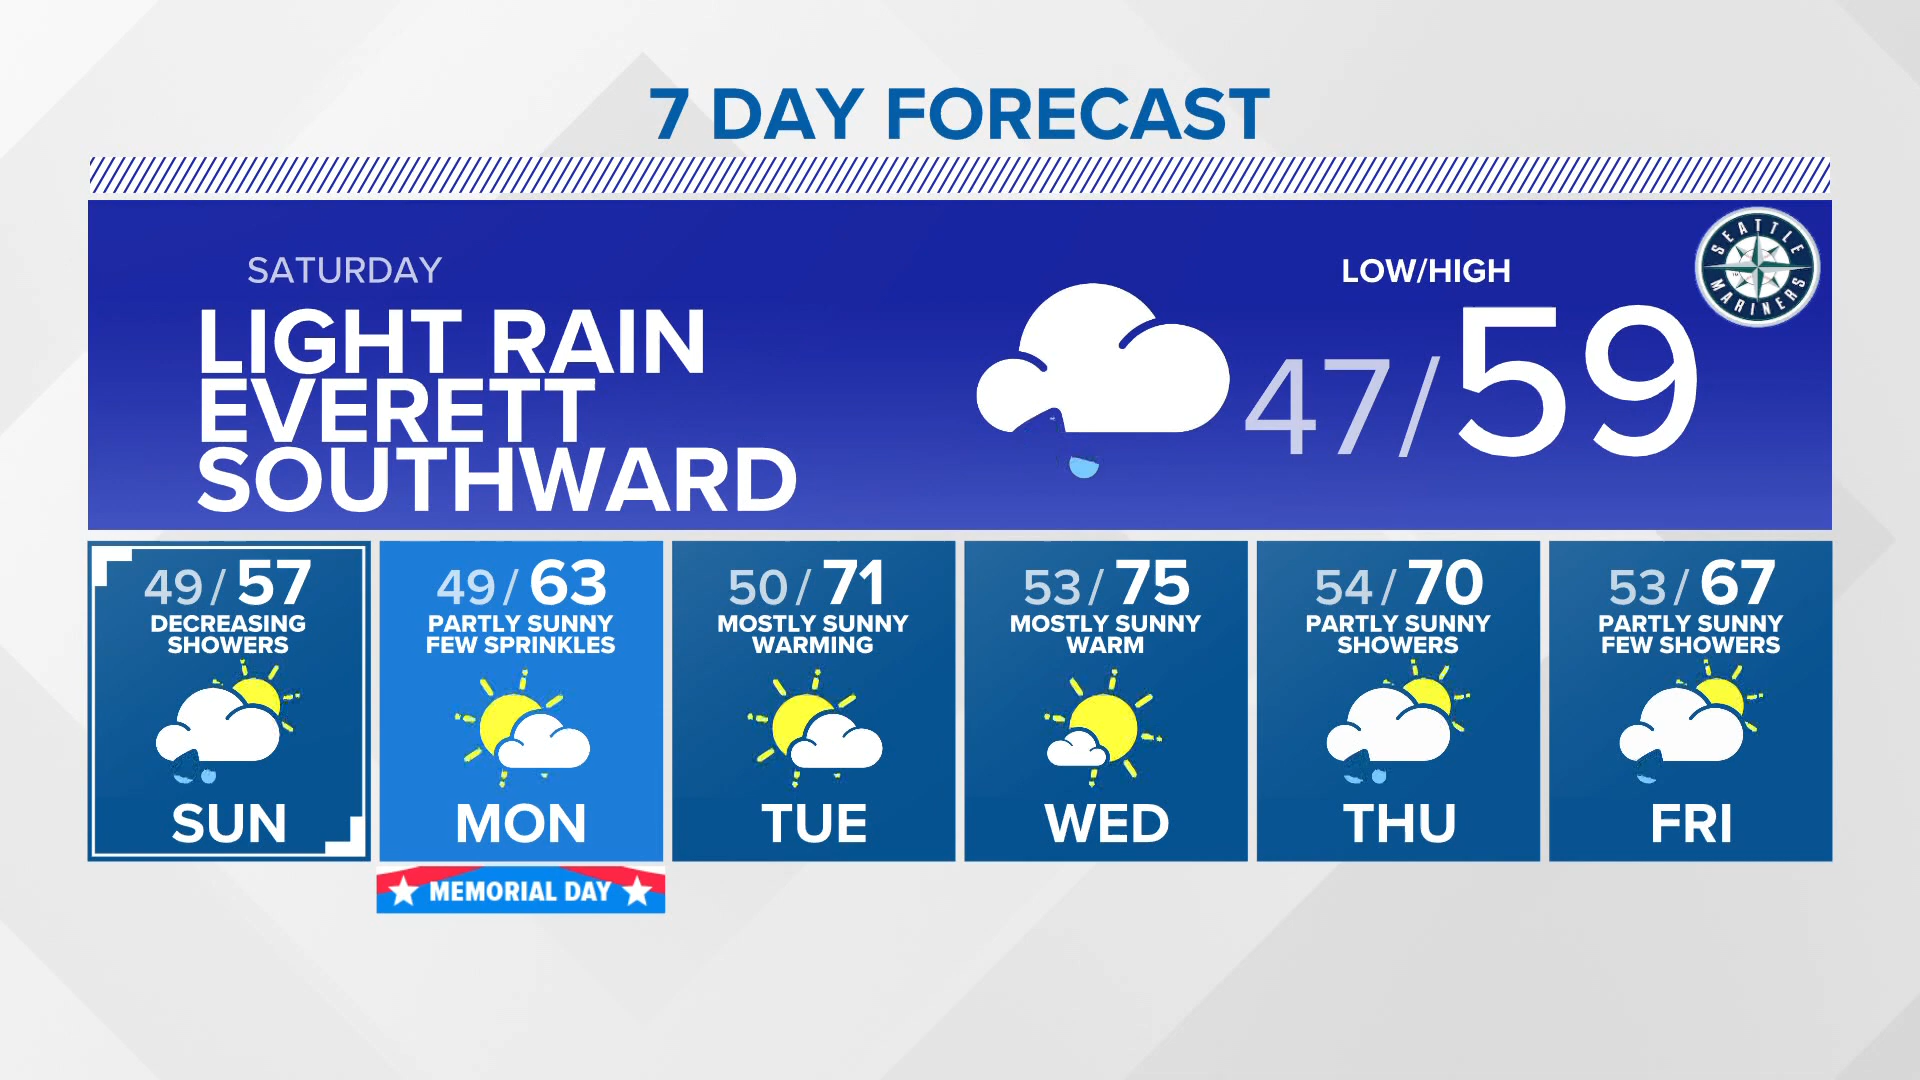 7 DAY FORECAST
SATURDAY
LIGHT RAIN
EVERETT
SOUTHWARD
LOW/HIGH
47/59
SEATTLE
MARINERS
49/57
DECREASING
SHOWERS
SUN
49/63
PARTLY SUNNY
FEW SPRINKLES
MON
MEMORIAL DAY
50/71
MOSTLY SUNNY
WARMING
TUE
53/75
MOSTLY SUNNY
WARM
WED
54/70
PARTLY SUNNY
SHOWERS
THU
53/67
PARTLY SUNNY
FEW SHOWERS
FRI